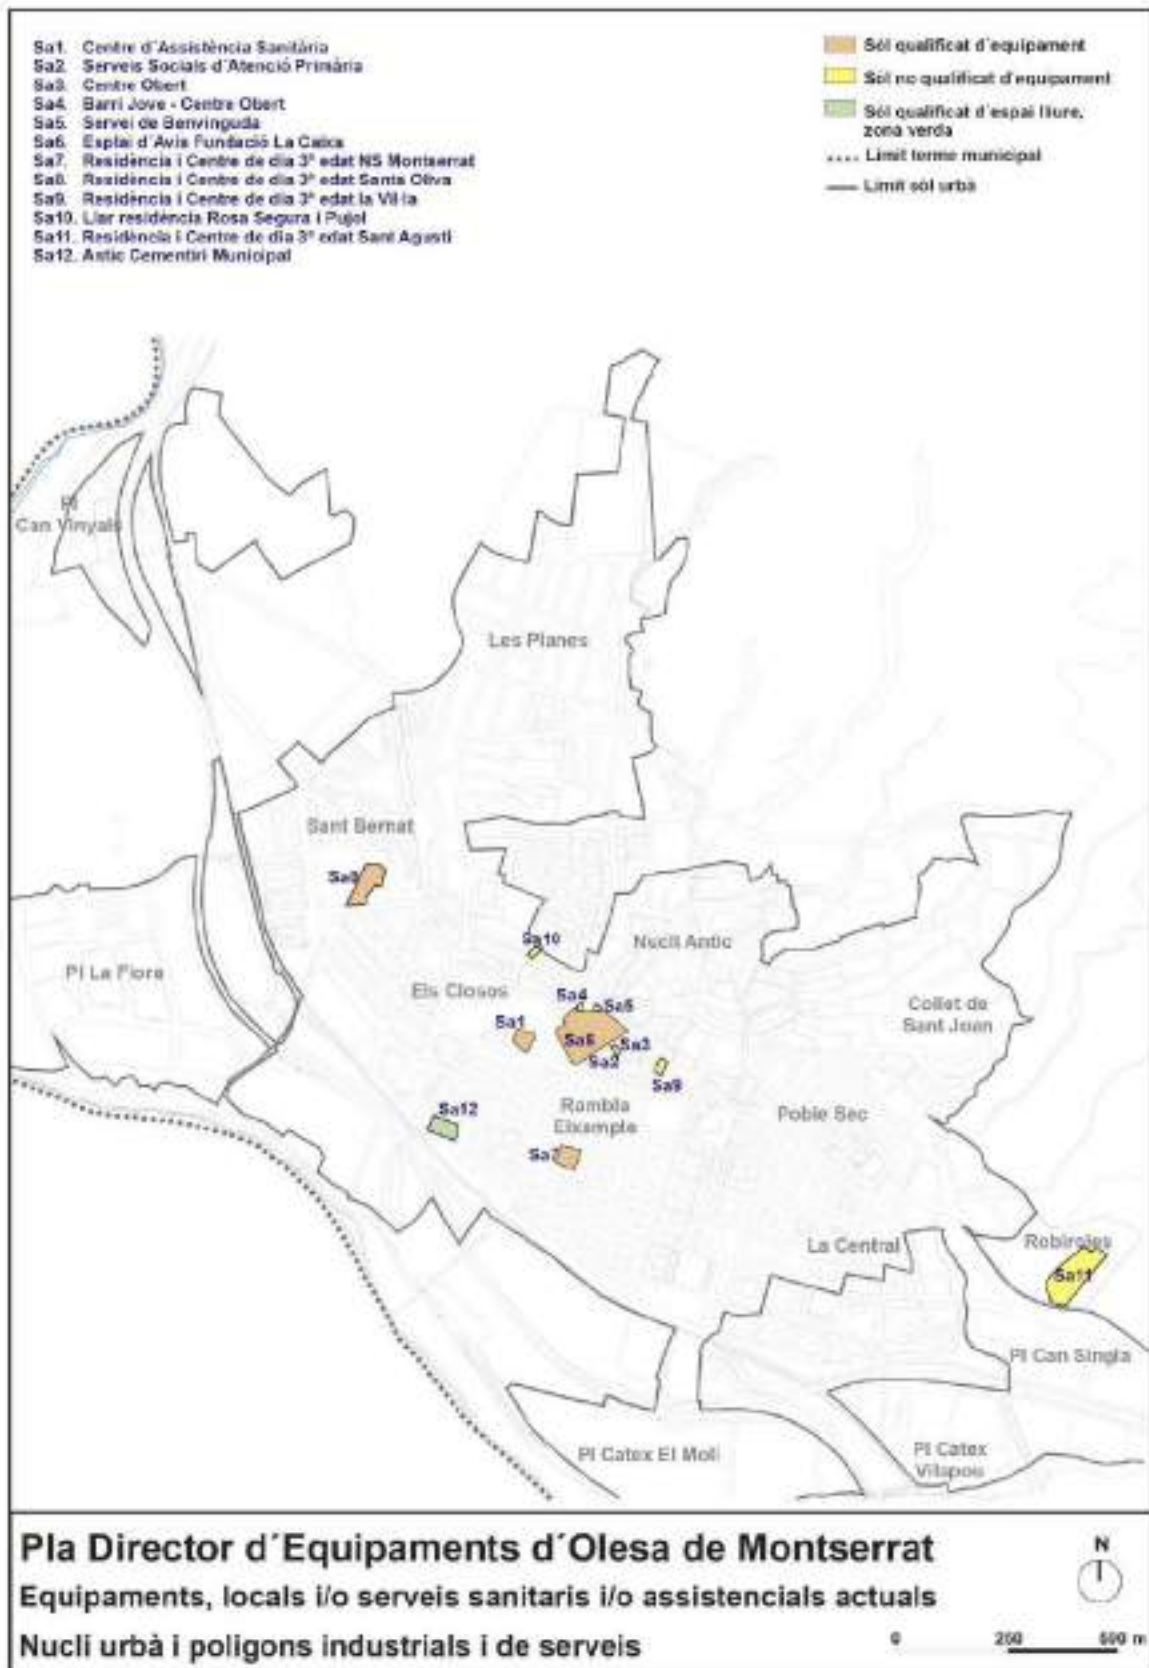 Sa1. Centre d´Assistència Sanitària
Sa2 Serveis Socials d´Atenció Primària
Sa3. Centre Obert
Sa4. Barri Jove - Centre Obert
Sa5. Servei de Benvinguda
Sa6. Esplai d´Avis Fundació La Caixa
Sa7. Residència i Centre de dia 3ª edat NS Montserrat
Sa8. Residència i Centre de dia 3ª edat Santa Oliva
Sa9. Residència i Centre de dia 3ª edat la Vil·la
Sa10. Llar residència Rosa Segura i Pujol
Sa11. Residència i Centre de dia 3ª edat Sant Agustí
Sa12. Antic Cementiri Municipal
Sòl qualificat d´equipament
Sòl no qualificat d´equipament
Sòl qualificat d´espai lliure,
zona verda
Límit terme municipal
Límit sòl urbà
PI
Can Vinyals
Les Planes
Sant Bernat
Sa8
Sa10
Nucli Antic
PI La Flora
Els Closos
Sa4
Sa5
Collet de
Sant Joan
Sa1
Sa6
Sa3
Sa2
Sa9
Sa12
Rambla
Eixample
Poble Sec
Sa7
La Central
Robiroles
Sa11
PI Can Singla
PI Catex El Molí
PI Catex
Vilapou
Pla Director d´Equipaments d´Olesa de Montserrat
N
Equipaments, locals i/o serveis sanitaris i/o assistencials actuals
Nucli urbà i poligons industrials i de serveis
0 250 500 m